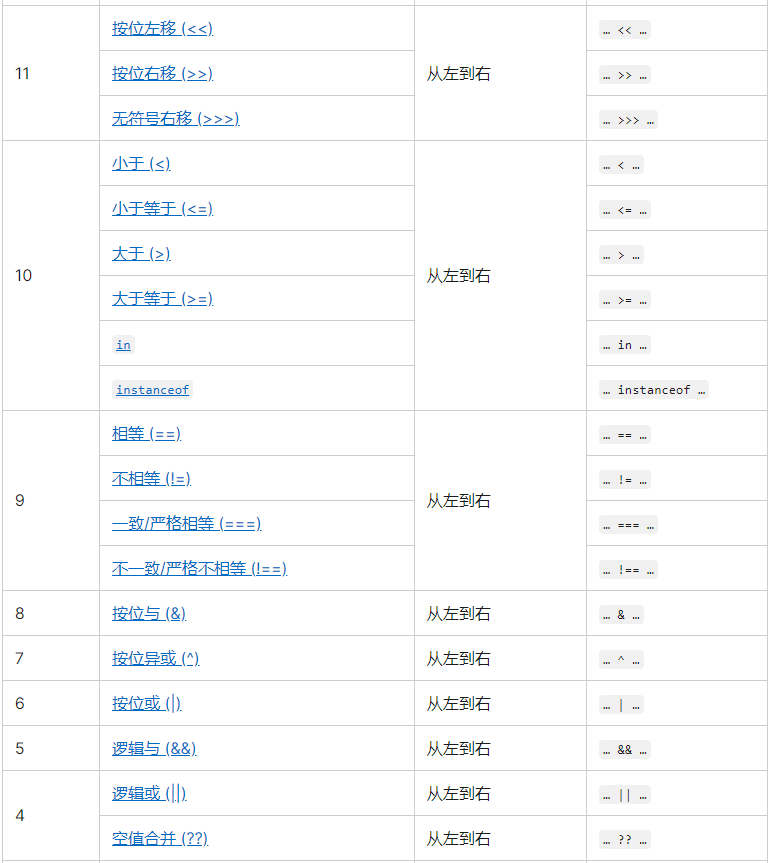 按位左移 (<<) … << …
11 按位右移 (>>) 从左到右 … >> …
无符号右移 (>>>) … >>> …
小于 (<) … < …
小于等于 (<=) … <= …
大于 (>) … > …
10 从左到右
大于等于 (>=) … >= …
in … in …
instanceof … instanceof …
相等 (==) … == …
不相等 (!=) … != …
9 从左到右
一致/严格相等 (===) … === …
不一致/严格不相等 (!==) … !== …
8 按位与 (&) 从左到右 … & …
7 按位异或 (^) 从左到右 … ^ …
6 按位或 (|) 从左到右 … | …
5 逻辑与 (&&) 从左到右 … && …
逻辑或 (||) 从左到右 … || …
4
空值合并 (??) 从左到右 … ?? …